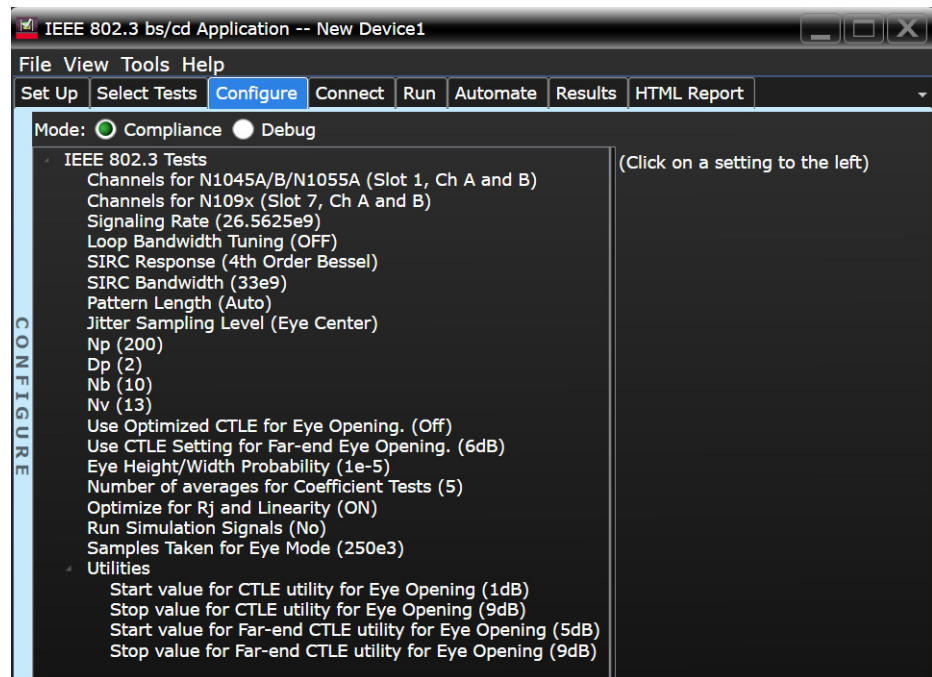 IEEE 802.3 bs/cd Application -- New Device1
File View Tools Help
Set Up Select Tests Configure Connect Run Automate Results HTML Report
Mode: Compliance Debug
IEEE 802.3 Tests
(Click on a setting to the left)
Channels for N1045A/B/N1055A (Slot 1, Ch A and B)
Channels for N109x (Slot 7, Ch A and B)
Signaling Rate (26.5625e9)
Loop Bandwidth Tuning (OFF)
SIRC Response (4th Order Bessel)
SIRC Bandwidth (33e9)
Pattern Length (Auto)
Jitter Sampling Level (Eye Center)
Np (200)
Dp (2)
Nb (10)
Nv (13)
Use Optimized CTLE for Eye Opening. (Off)
Use CTLE Setting for Far-end Eye Opening. (6dB)
Eye Height/Width Probability (1e-5)
Number of averages for Coefficient Tests (5)
Optimize for Rj and Linearity (ON)
Run Simulation Signals (No)
Samples Taken for Eye Mode (250e3)
Utilities
Start value for CTLE utility for Eye Opening (1dB)
Stop value for CTLE utility for Eye Opening (9dB)
Start value for Far-end CTLE utility for Eye Opening (5dB)
Stop value for Far-end CTLE utility for Eye Opening (9dB)
CONFIGURE